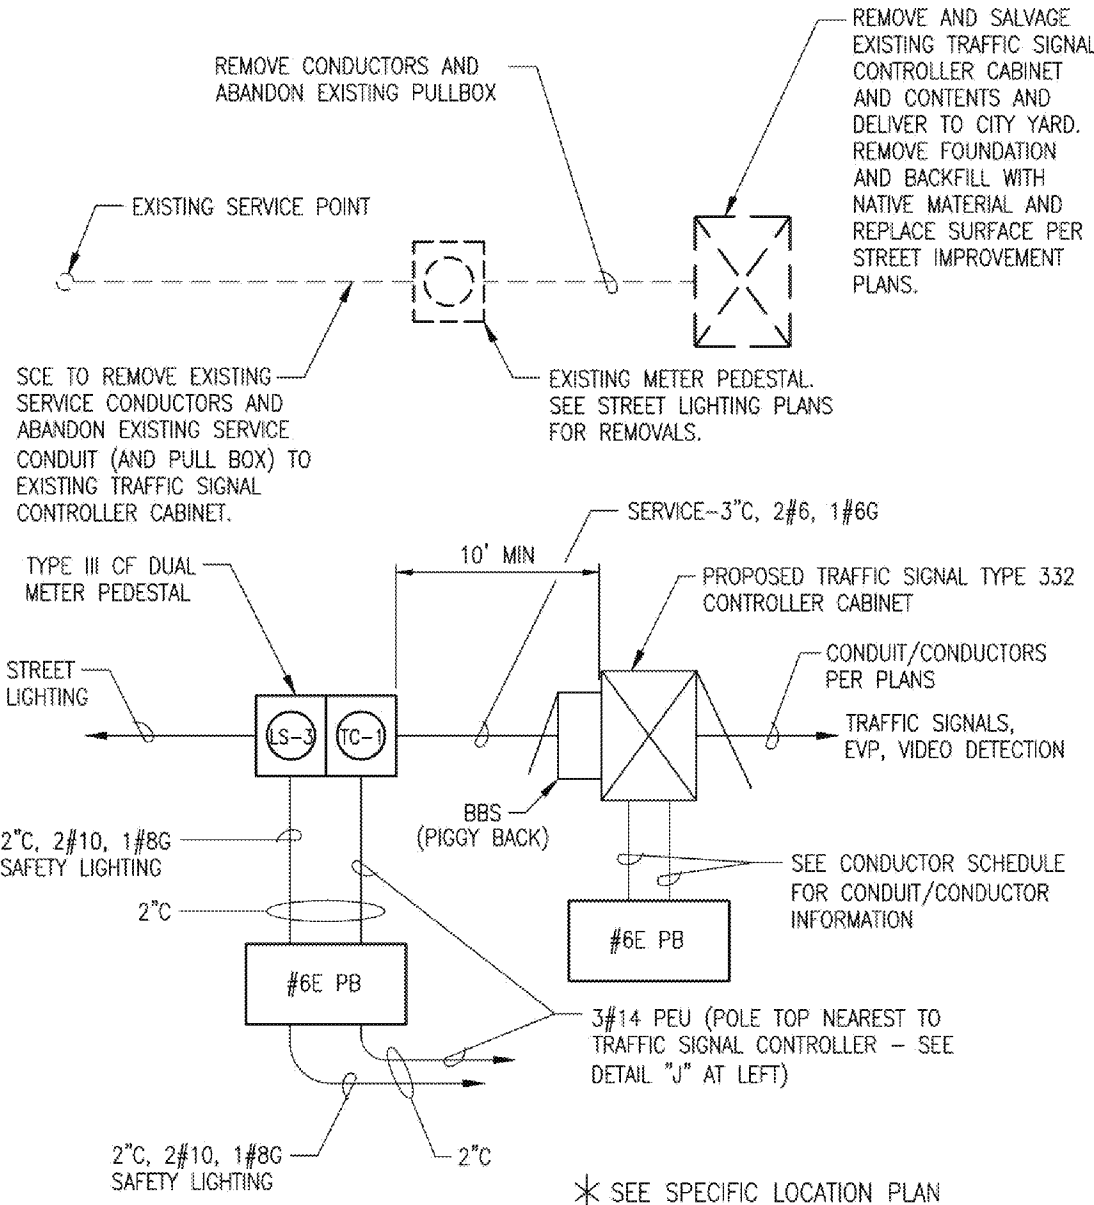 REMOVE AND SALVAGE
EXISTING TRAFFIC SIGNAL
CONTROLLER CABINET
AND CONTENTS AND
DELIVER TO CITY YARD.
REMOVE FOUNDATION
AND BACKFILL WITH
NATIVE MATERIAL AND
REPLACE SURFACE PER
STREET IMPROVEMENT
PLANS.
REMOVE CONDUCTORS AND
ABANDON EXISTING PULLBOX
EXISTING SERVICE POINT
SCE TO REMOVE EXISTING
SERVICE CONDUCTORS AND
ABANDON EXISTING SERVICE
CONDUIT (AND PULL BOX) TO
EXISTING TRAFFIC SIGNAL
CONTROLLER CABINET.
EXISTING METER PEDESTAL.
SEE STREET LIGHTING PLANS
FOR REMOVALS.
SERVICE-3"C, 2#6, 1#6G
10' MIN
TYPE III CF DUAL
METER PEDESTAL
PROPOSED TRAFFIC SIGNAL TYPE 332
CONTROLLER CABINET
STREET
LIGHTING
CONDUIT/CONDUCTORS
PER PLANS
LS-3
TC-1
TRAFFIC SIGNALS,
EVP, VIDEO DETECTION
BBS
(PIGGY BACK)
2"C, 2#10, 1#8G
SAFETY LIGHTING
2"C
SEE CONDUCTOR SCHEDULE
FOR CONDUIT/CONDUCTOR
INFORMATION
#6E PB
#6E PB
3#14 PEU (POLE TOP NEAREST TO
TRAFFIC SIGNAL CONTROLLER - SEE
DETAIL "J" AT LEFT)
2"C, 2#10, 1#8G
SAFETY LIGHTING
2"C
* SEE SPECIFIC LOCATION PLAN